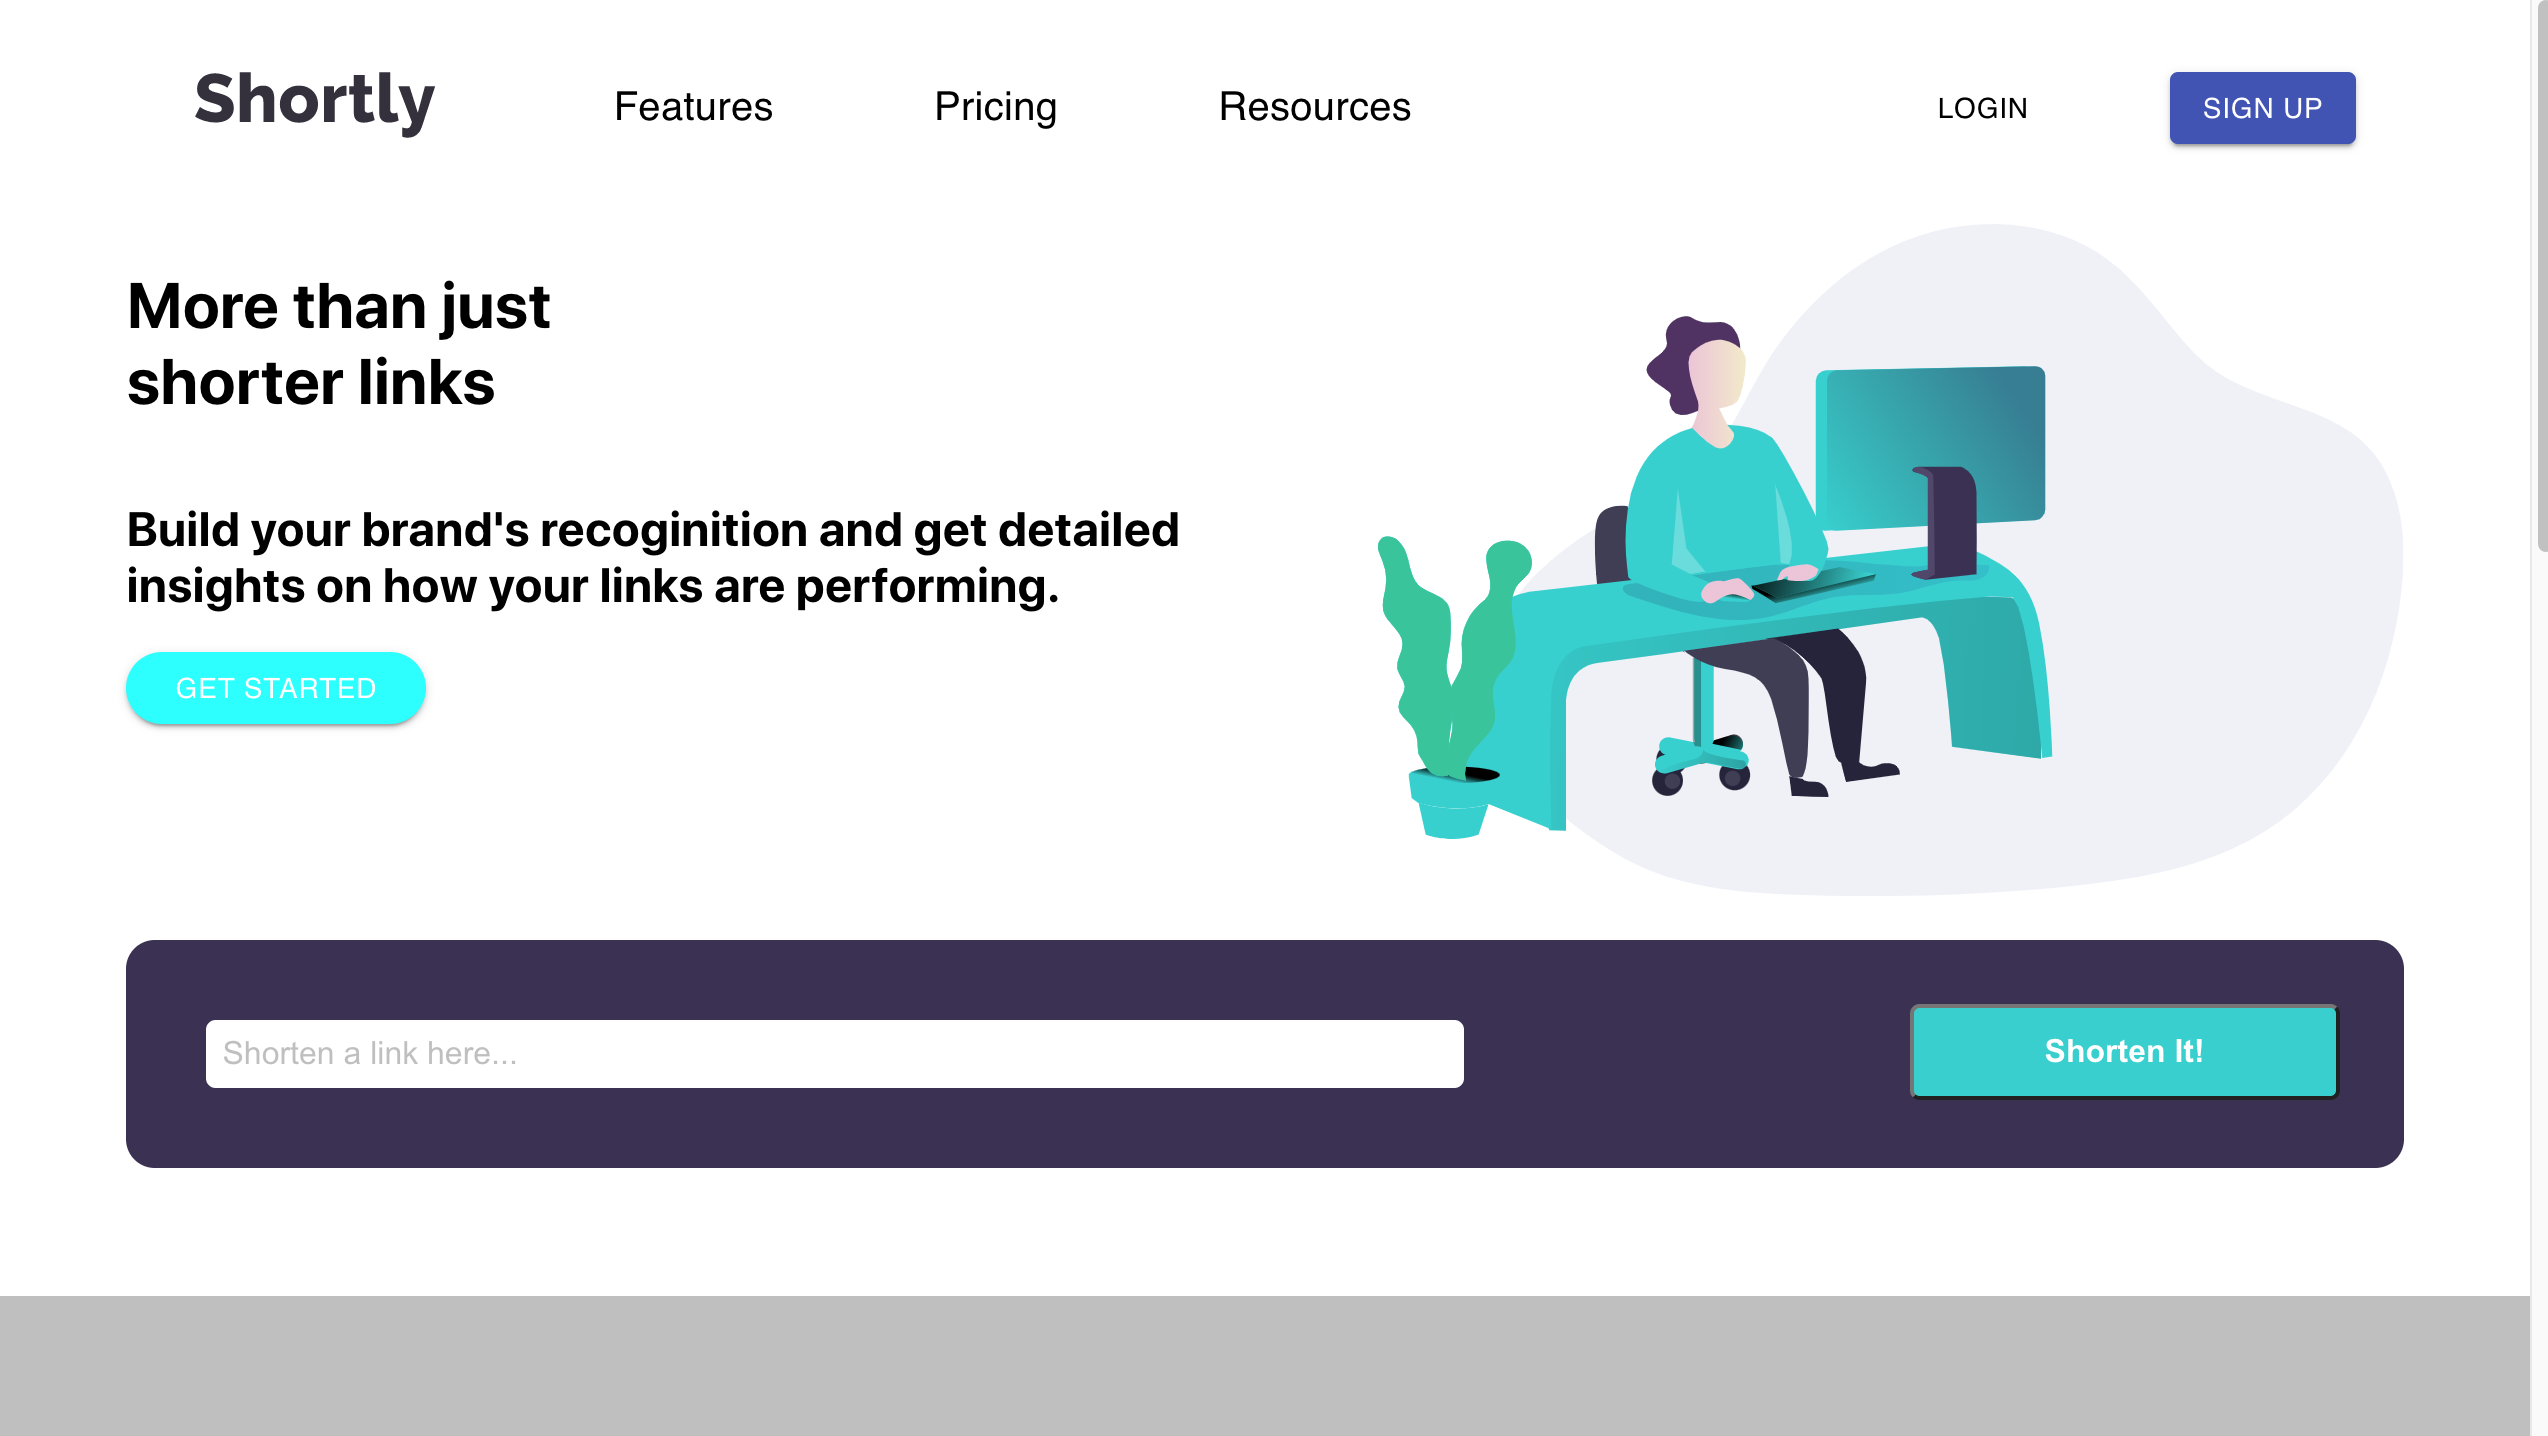 Shortly
Features
Pricing
Resources
LOGIN
SIGN UP
More than just
shorter links
Build your brand's recoginition and get detailed
insights on how your links are performing.
GET STARTED
Shorten a link here...
Shorten It!